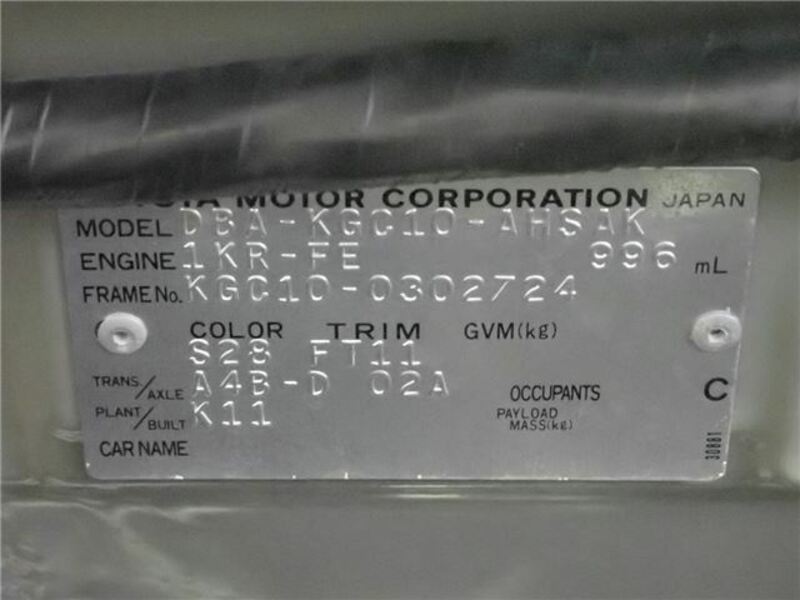 TOYOTA MOTOR CORPORATION JAPAN
MODEL DBA-KGC10-AHSAK
ENGINE 1KR-FE 996 mL
FRAME No. KGC10-0302724
C COLOR TRIM GVM(kg)
S28 FT11
TRANS/AXLE A4B-D 02A OCCUPANTS C
PLANT/BUILT K11 PAYLOAD MASS(kg)
CAR NAME
30881